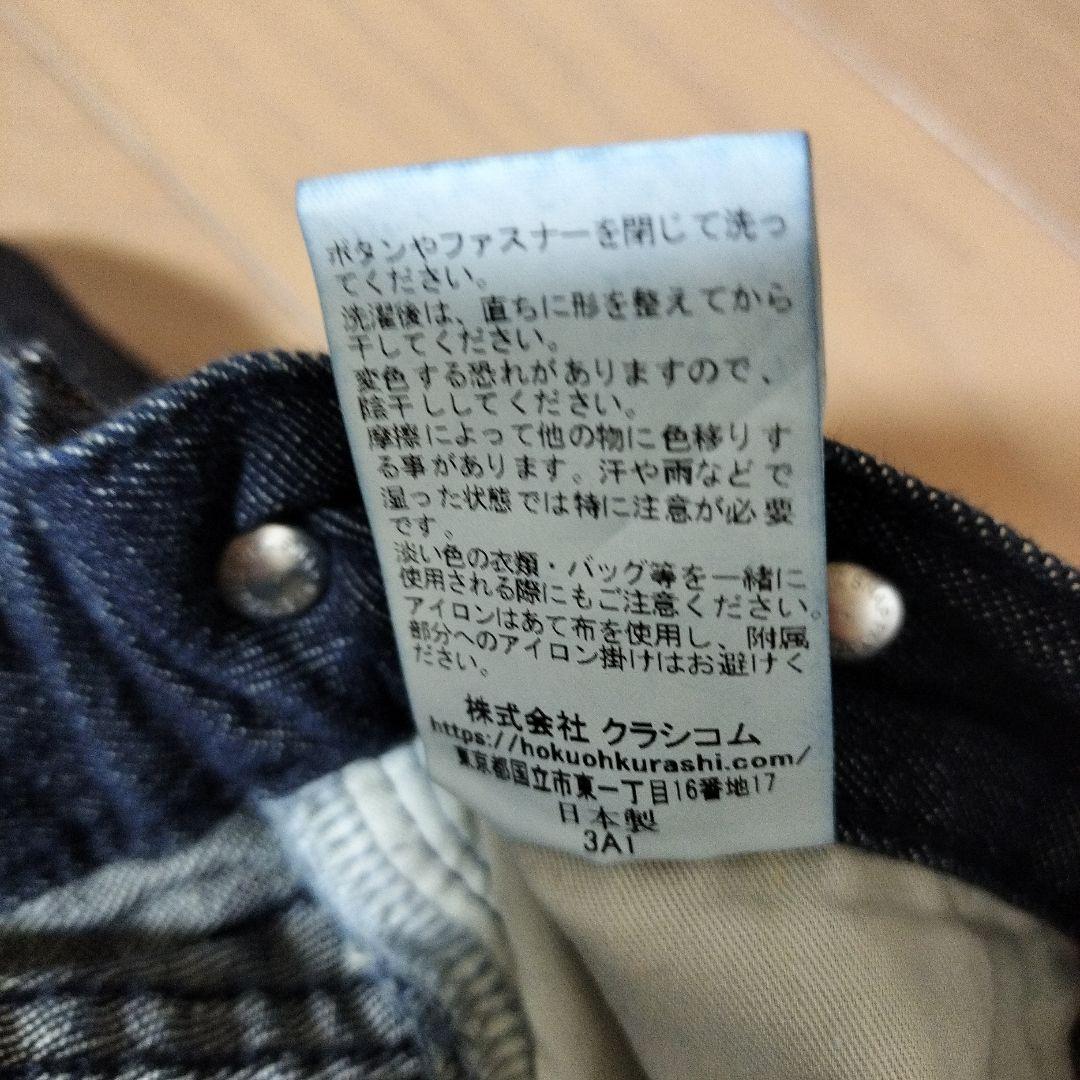 ボタンやファスナーを閉じて洗っ
てください。
洗濯後は、直ちに形を整えてから
干してください。
変色する恐れがありますので、
陰干ししてください。
摩擦によって他の物に色移りす
る事があります。汗や雨などで
湿った状態では特に注意が必要
です。
淡い色の衣類・バッグ等を一緒に
使用される際にもご注意ください。
アイロンはあて布を使用し、附属
部分へのアイロン掛けはお避けく
ださい。
株式会社 クラシコム
https://hokuohkurashi.com/
東京都国立市東一丁目16番地17
日本製
3A1